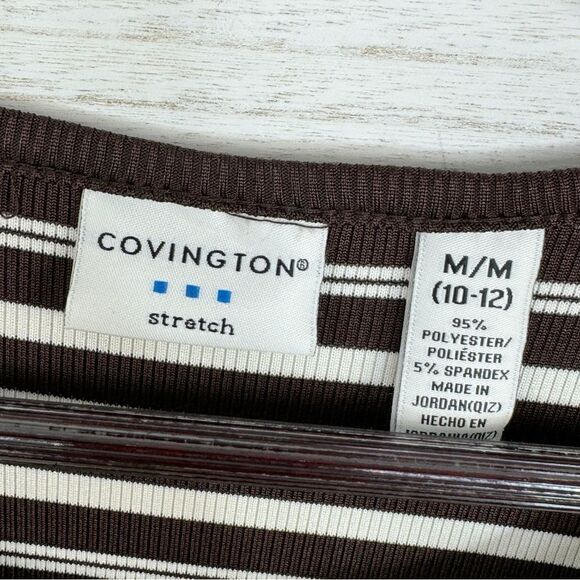 COVINGTON®
stretch
M/M
(10-12)
95%
POLYESTER/
POLIÉSTER
5% SPANDEX
MADE IN
JORDAN(QIZ)
HECHO EN